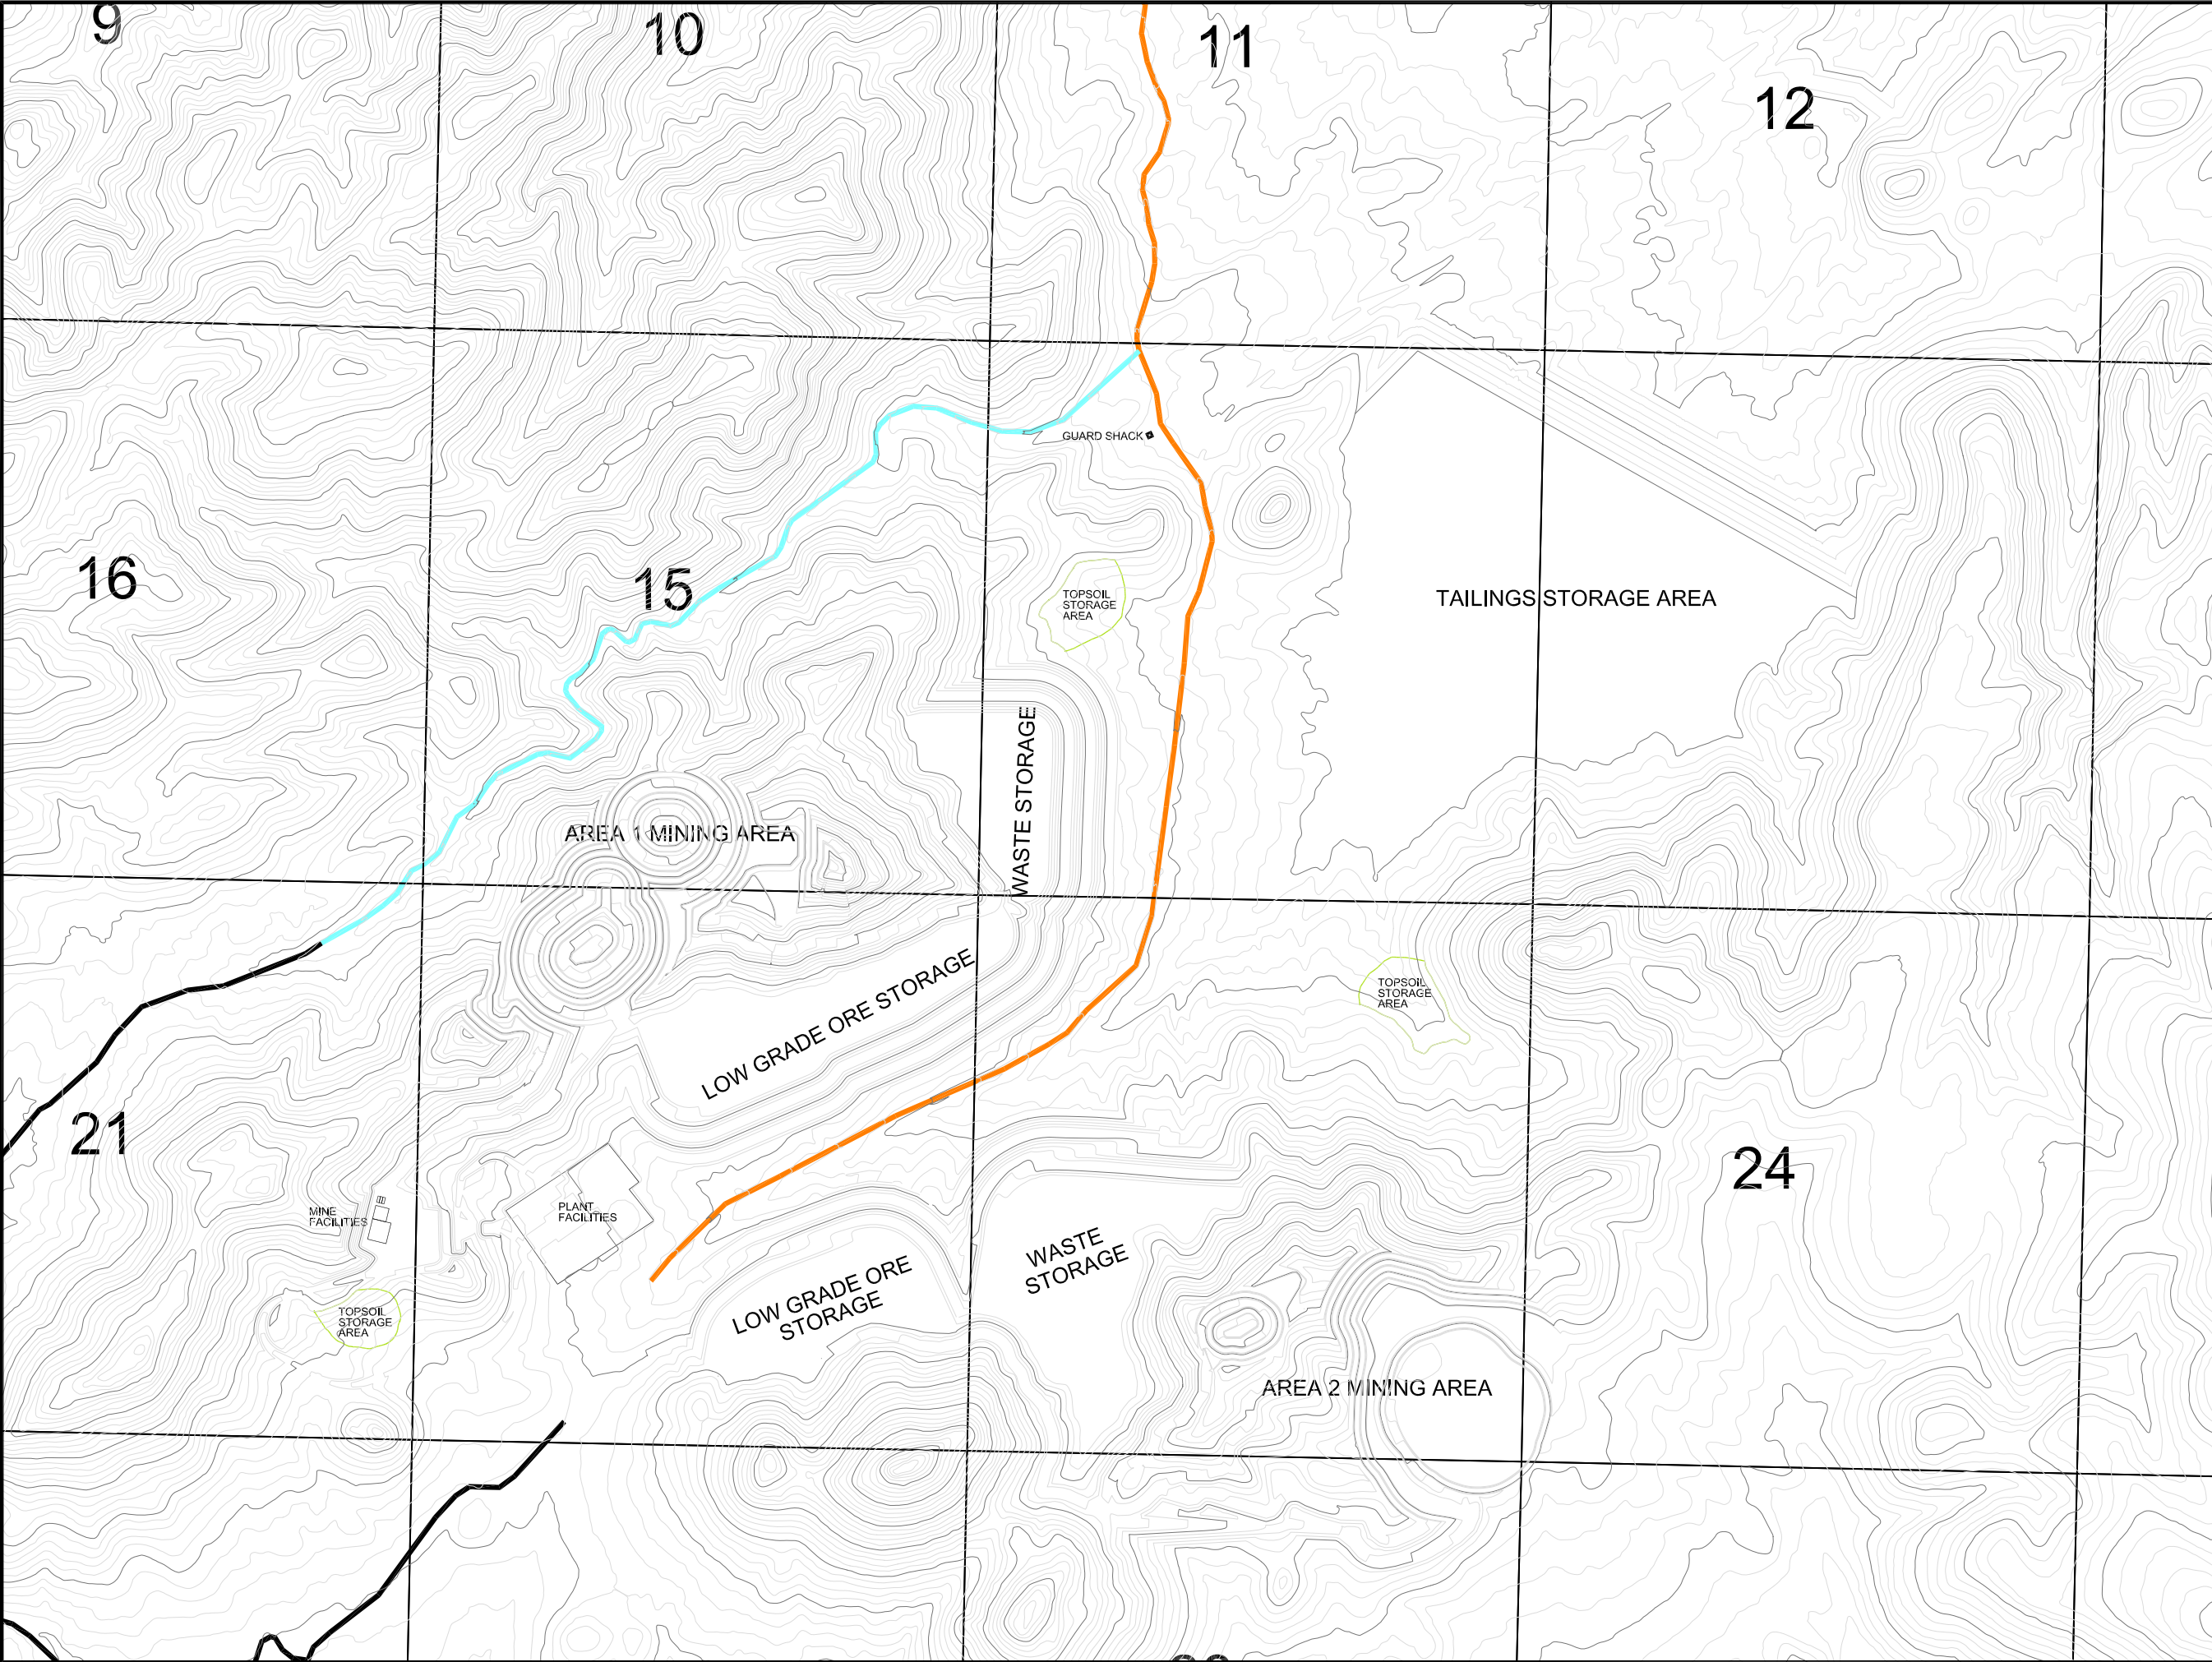 9
10
11
12
GUARD SHACK
16
15
TOPSOIL
STORAGE
AREA
TAILINGS STORAGE AREA
WASTE STORAGE
AREA 1 MINING AREA
LOW GRADE ORE STORAGE
TOPSOIL
STORAGE
AREA
21
24
MINE
FACILITIES
PLANT
FACILITIES
WASTE
STORAGE
LOW GRADE ORE
STORAGE
TOPSOIL
STORAGE
AREA
AREA 2 MINING AREA